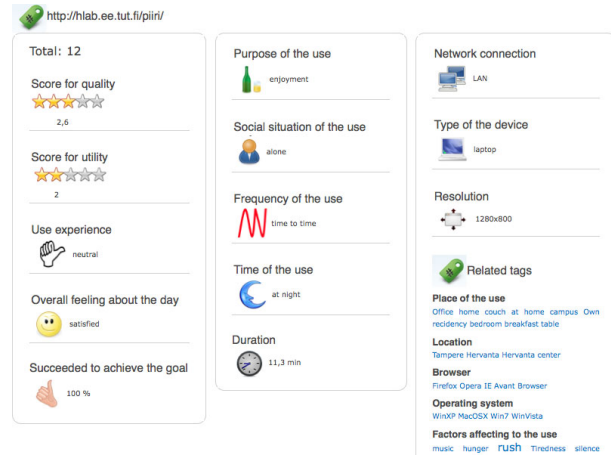 http://hlab.ee.tut.fi/piiri/
Total: 12
Score for quality
2,6
Score for utility
2
Use experience
neutral
Overall feeling about the day
satisfied
Succeeded to achieve the goal
100 %
Purpose of the use
enjoyment
Social situation of the use
alone
Frequency of the use
time to time
Time of the use
at night
Duration
11,3 min
Network connection
LAN
Type of the device
laptop
Resolution
1280x800
Related tags
Place of the use
Office home couch at home campus Own
recidency bedroom breakfast table
Location
Tampere Hervanta Hervanta center
Browser
Firefox Opera IE Avant Browser
Operating system
WinXP MacOSX Win7 WinVista
Factors affecting to the use
music hunger rush Tiredness silence